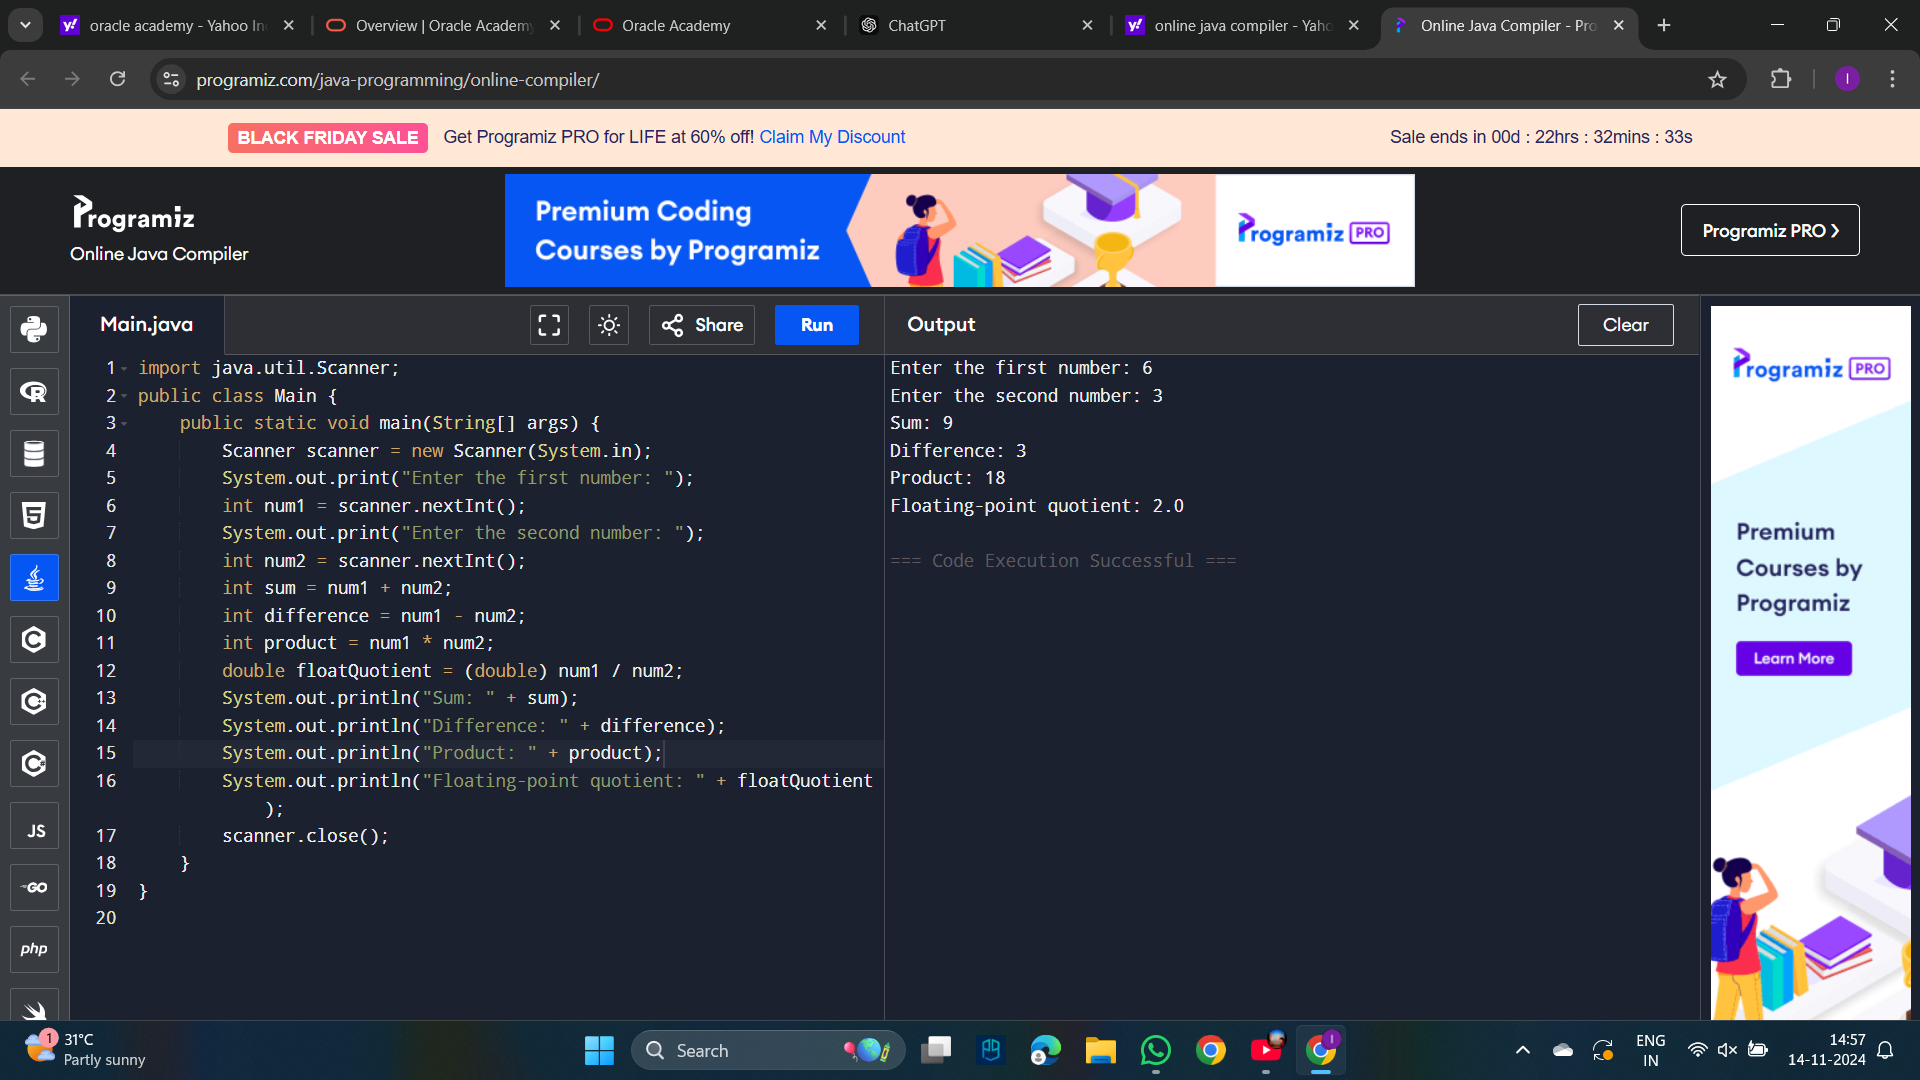 oracle academy - Yahoo In
Overview | Oracle Academy
Oracle Academy
ChatGPT
online java compiler - Yaho
Online Java Compiler - Pro
programiz.com/java-programming/online-compiler/
I
BLACK FRIDAY SALE Get Programiz PRO for LIFE at 60% off! Claim My Discount
Sale ends in 00d : 22hrs : 32mins : 33s
Programiz
Online Java Compiler
Premium Coding
Courses by Programiz
Programiz PRO
Programiz PRO ❯
Main.java
Share
Run
Output
Clear
1 import java.util.Scanner;
2 public class Main {
3 public static void main(String[] args) {
4 Scanner scanner = new Scanner(System.in);
5 System.out.print("Enter the first number: ");
6 int num1 = scanner.nextInt();
7 System.out.print("Enter the second number: ");
8 int num2 = scanner.nextInt();
9 int sum = num1 + num2;
10 int difference = num1 - num2;
11 int product = num1 * num2;
12 double floatQuotient = (double) num1 / num2;
13 System.out.println("Sum: " + sum);
14 System.out.println("Difference: " + difference);
15 System.out.println("Product: " + product);
16 System.out.println("Floating-point quotient: " + floatQuotient
);
17 scanner.close();
18 }
19 }
20
Enter the first number: 6
Enter the second number: 3
Sum: 9
Difference: 3
Product: 18
Floating-point quotient: 2.0
=== Code Execution Successful ===
Programiz PRO
Premium
Courses by
Programiz
Learn More
R
5
C
C
C
JS
GO
php
1
31°C
Partly sunny
Search
I
ENG
IN
14:57
14-11-2024